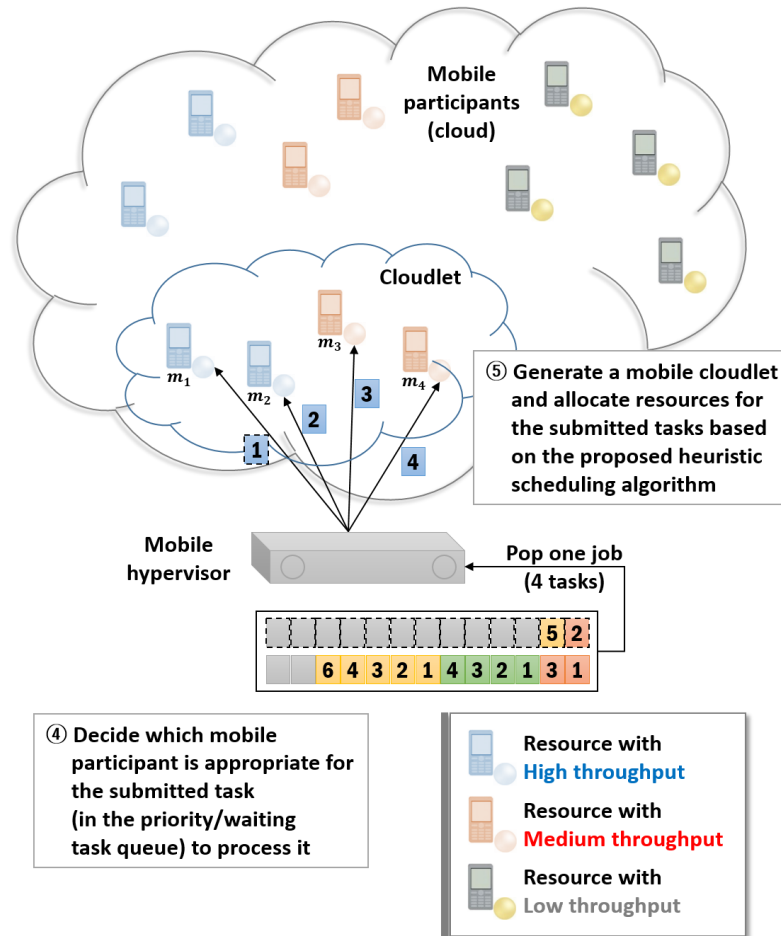 Mobile
participants
(cloud)
Cloudlet
m₁
m₂
m₃
m₄
1
2
3
4
⑤ Generate a mobile cloudlet
and allocate resources for
the submitted tasks based
on the proposed heuristic
scheduling algorithm
Mobile
hypervisor
Pop one job
(4 tasks)
5 2
6 4 3 2 1 4 3 2 1 3 1
④ Decide which mobile
participant is appropriate for
the submitted task
(in the priority/waiting
task queue) to process it
Resource with
High throughput
Resource with
Medium throughput
Resource with
Low throughput